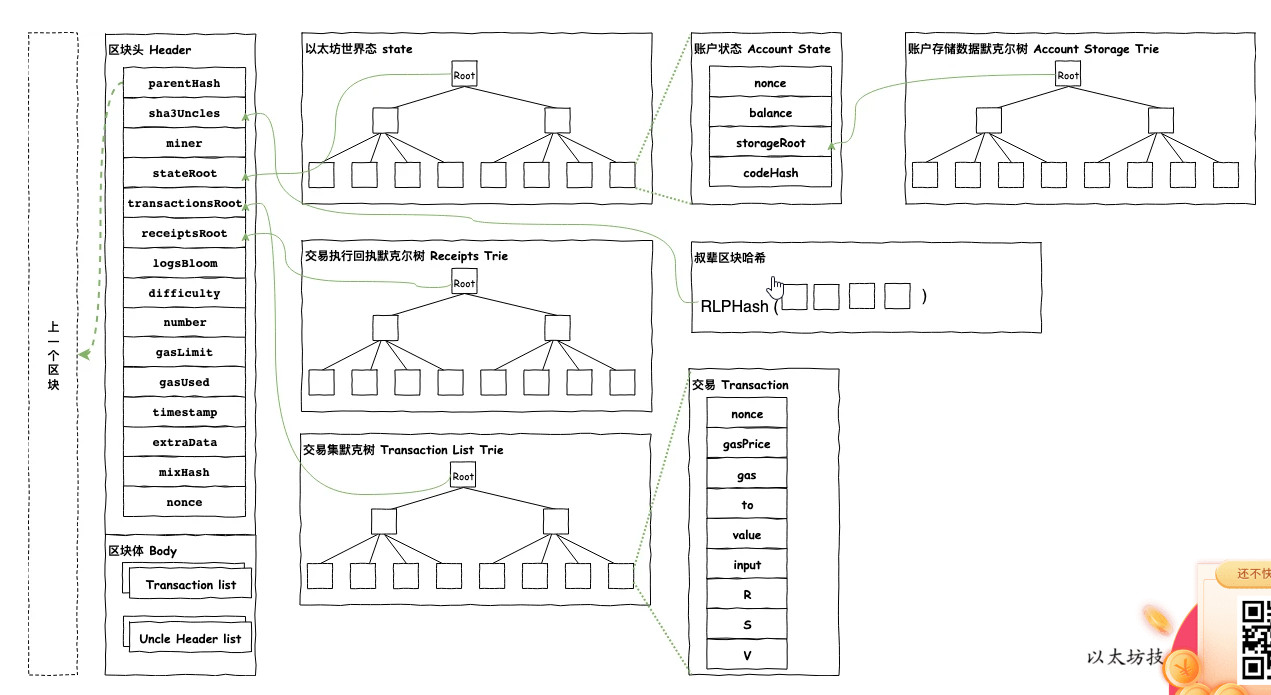 上一个区块
区块头 Header
parentHash
sha3Uncles
miner
stateRoot
transactionsRoot
receiptsRoot
logsBloom
difficulty
number
gasLimit
gasUsed
timestamp
extraData
mixHash
nonce
区块体 Body
Transaction list
Uncle Header list
以太坊世界态 state
Root
交易执行回执默克尔树 Receipts Trie
Root
交易集默克树 Transaction List Trie
Root
账户状态 Account State
nonce
balance
storageRoot
codeHash
账户存储数据默克尔树 Account Storage Trie
Root
叔辈区块哈希
RLPHash ( )
交易 Transaction
nonce
gasPrice
gas
to
value
input
R
S
V
还不快
以太坊技